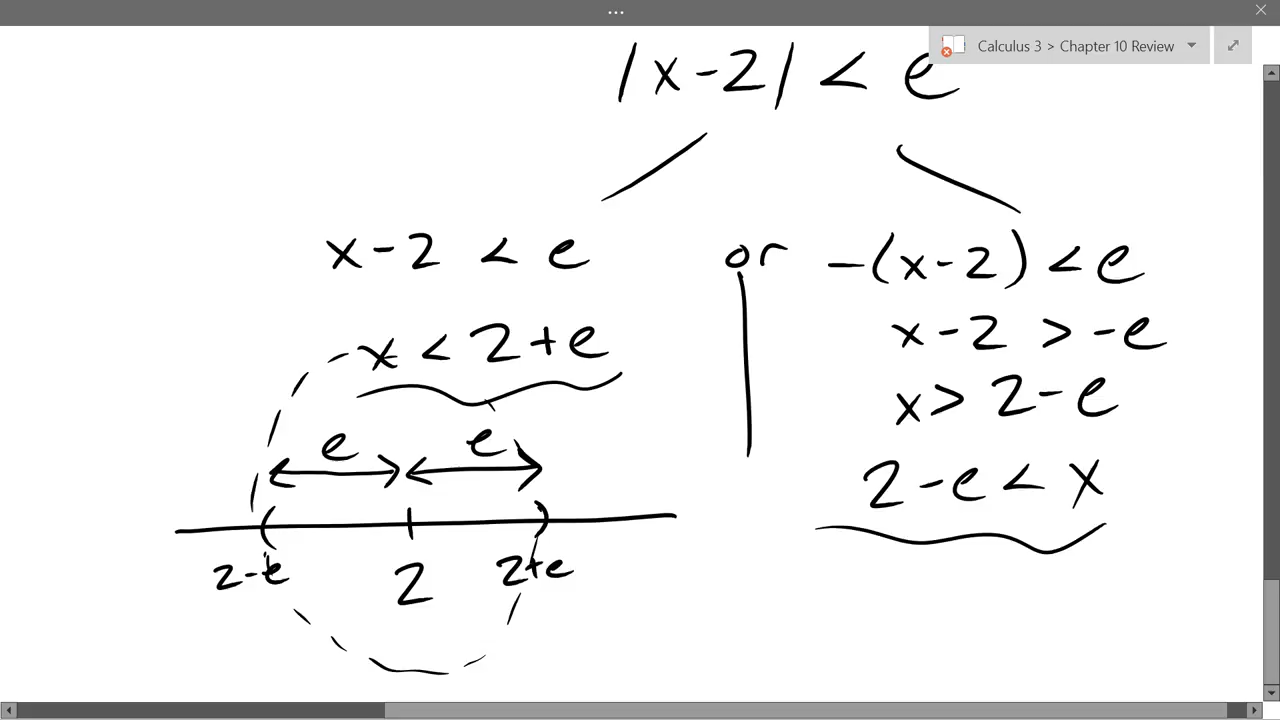 Calculus 3 > Chapter 10 Review
|x-2| < e
x-2 < e
x < 2+e
e e
2-e 2 2+e
or
-(x-2) < e
x-2 > -e
x > 2-e
2-e < x